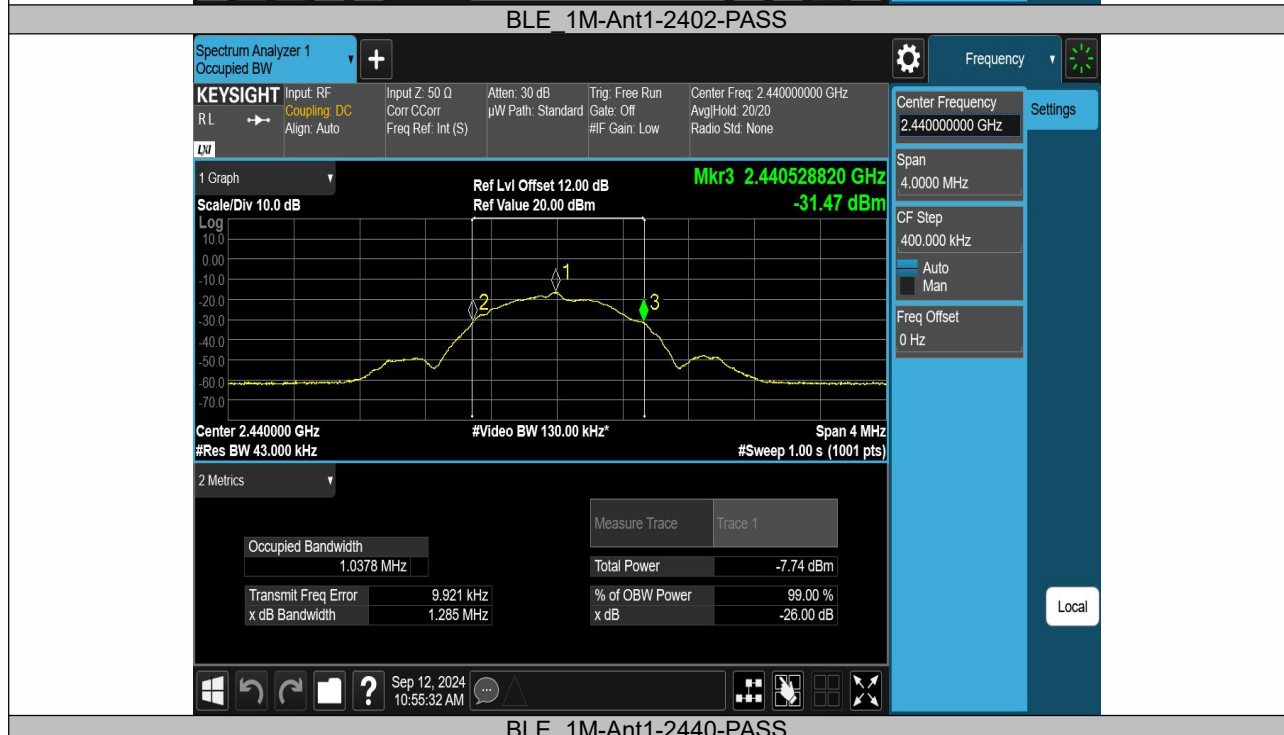 BLE_1M-Ant1-2402-PASS
Spectrum Analyzer 1
Occupied BW
+
Frequency
KEYSIGHT
RL
LXI
Input: RF
Coupling: DC
Align: Auto
Input Z: 50 Ω
Corr CCorr
Freq Ref: Int (S)
Atten: 30 dB
µW Path: Standard
Trig: Free Run
Gate: Off
#IF Gain: Low
Center Freq: 2.440000000 GHz
Avg|Hold: 20/20
Radio Std: None
Center Frequency
2.440000000 GHz
Settings
Span
4.0000 MHz
CF Step
400.000 kHz
Auto
Man
Freq Offset
0 Hz
Local
1 Graph
Scale/Div 10.0 dB
Ref Lvl Offset 12.00 dB
Ref Value 20.00 dBm
Mkr3 2.440528820 GHz
-31.47 dBm
Log
10.0
0.00
-10.0
-20.0
-30.0
-40.0
-50.0
-60.0
-70.0
1
2
3
Center 2.440000 GHz
#Res BW 43.000 kHz
#Video BW 130.00 kHz*
Span 4 MHz
#Sweep 1.00 s (1001 pts)
2 Metrics
Measure Trace Trace 1
Occupied Bandwidth
1.0378 MHz
Total Power -7.74 dBm
Transmit Freq Error 9.921 kHz
% of OBW Power 99.00 %
x dB Bandwidth 1.285 MHz
x dB -26.00 dB
?
Sep 12, 2024
10:55:32 AM
BLE_1M-Ant1-2440-PASS